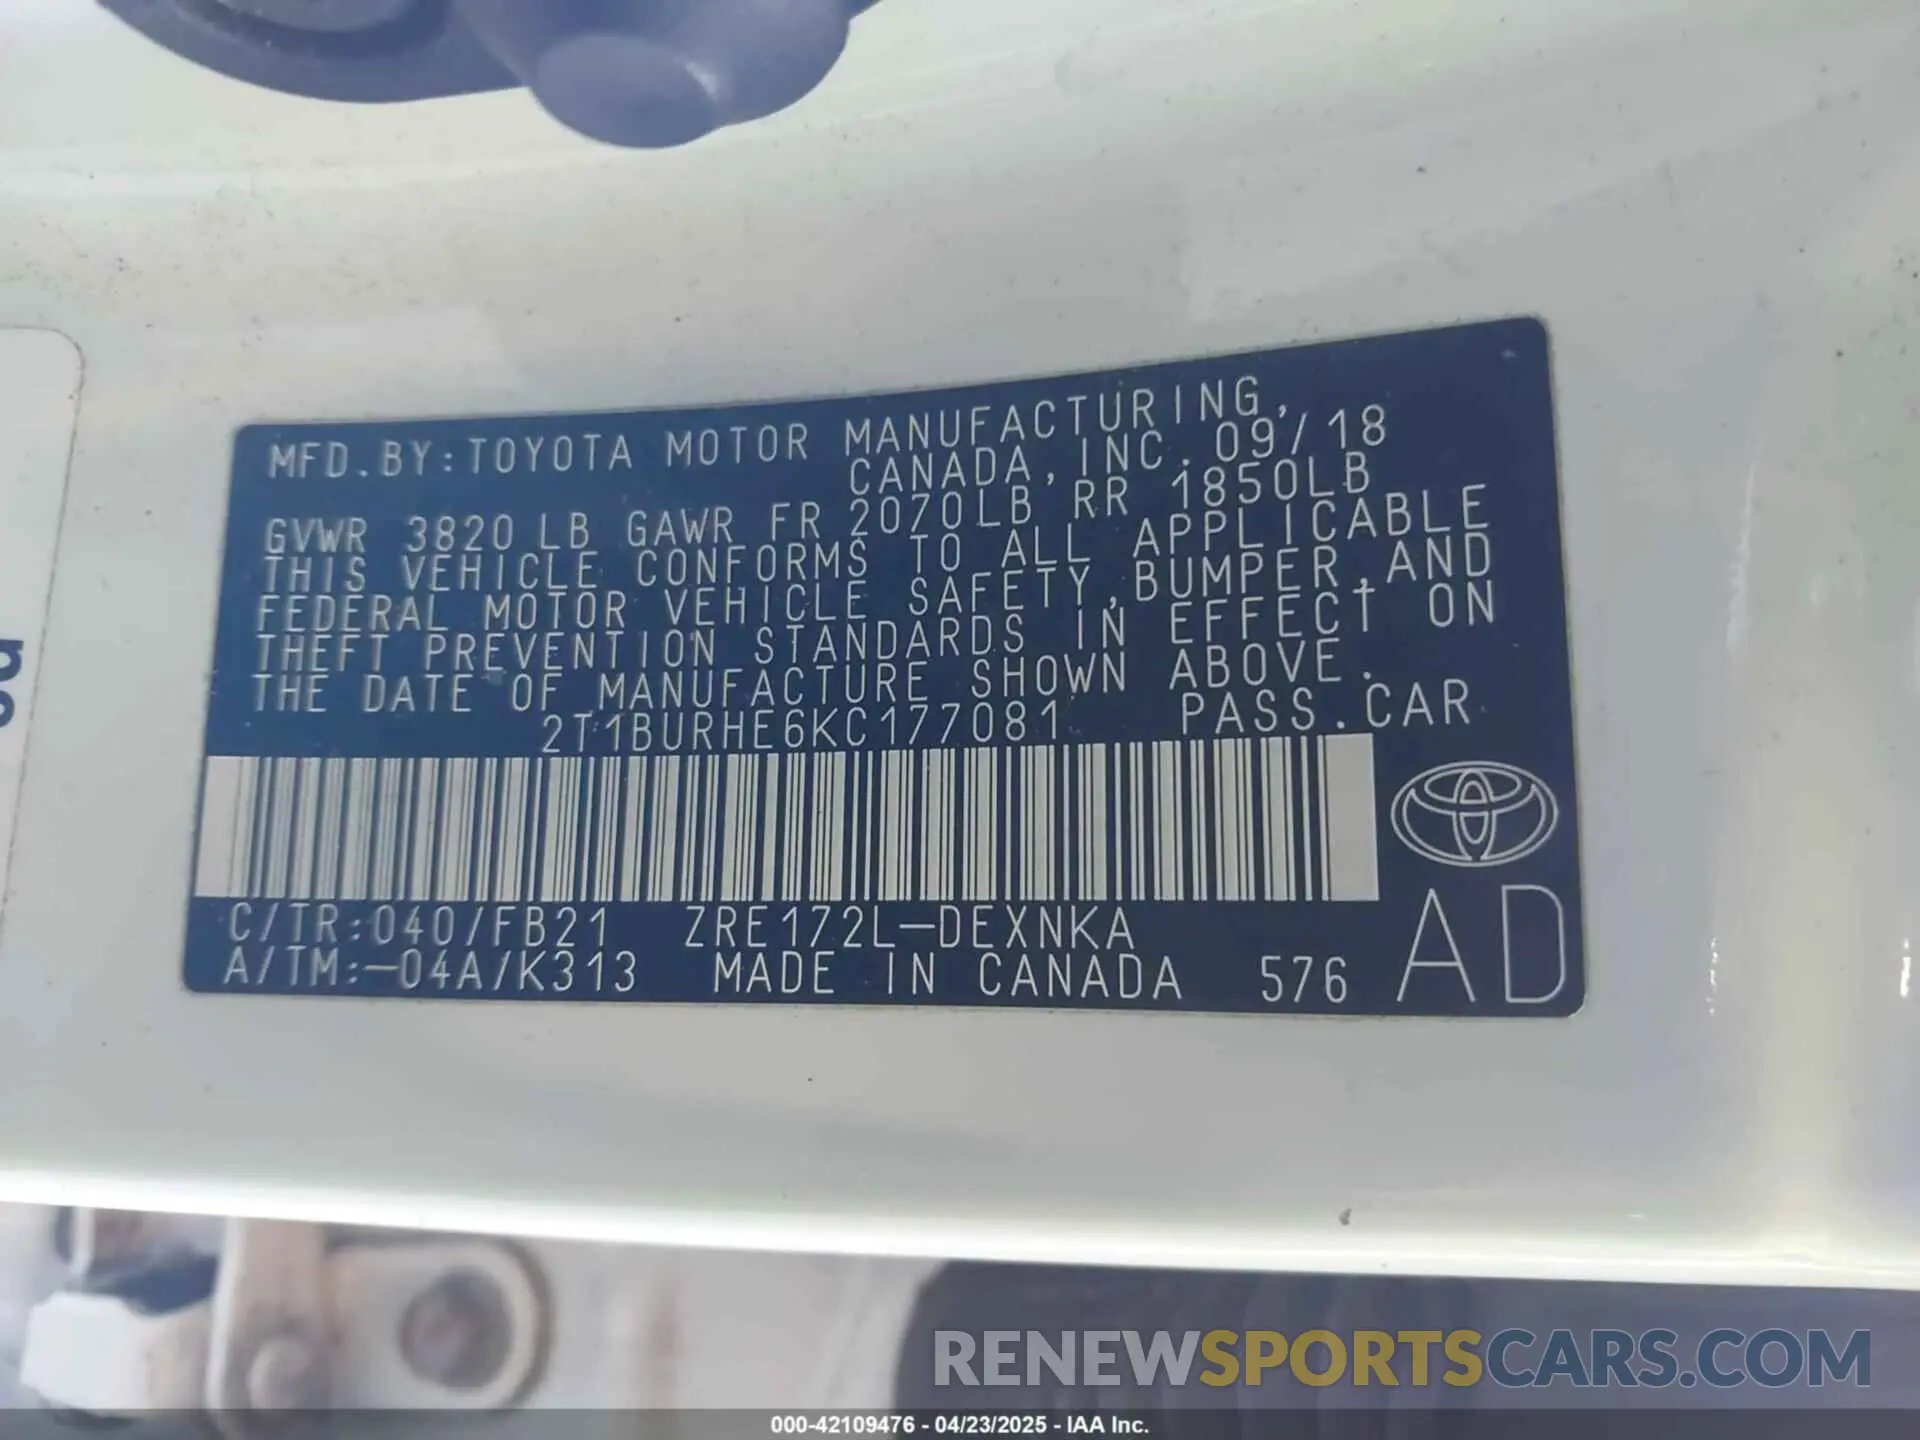 MFD.BY:TOYOTA MOTOR MANUFACTURING,
CANADA,INC. 09/18
GVWR 3820LB GAWR FR 2070LB RR 1850LB
THIS VEHICLE CONFORMS TO ALL APPLICABLE
FEDERAL MOTOR VEHICLE SAFETY,BUMPER,AND
THEFT PREVENTION STANDARDS IN EFFECT ON
THE DATE OF MANUFACTURE SHOWN ABOVE.
2T1BURHE6KC177081 PASS.CAR
C/TR:040/FB21 ZRE172L-DEXNKA
A/TM:-04A/K313 MADE IN CANADA 576
AD
RENEWSPORTSCARS.COM
000-42109476 - 04/23/2025 - IAA Inc.